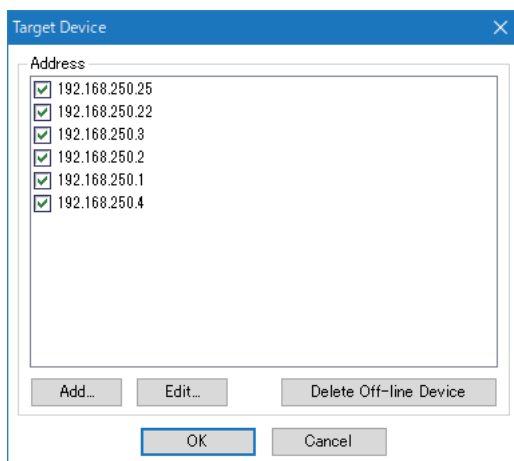 Target Device
Address
192.168.250.25
192.168.250.22
192.168.250.3
192.168.250.2
192.168.250.1
192.168.250.4
Add... Edit... Delete Off-line Device
OK Cancel